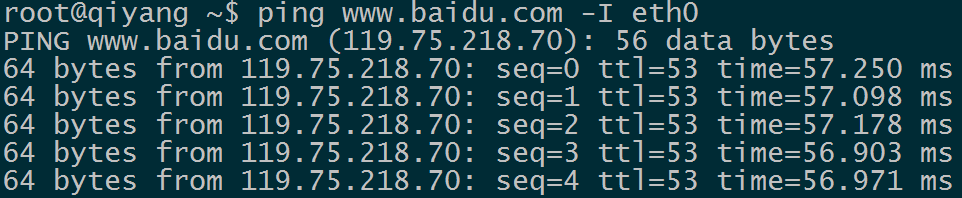 root@qiyang ~$ ping www.baidu.com -I eth0
PING www.baidu.com (119.75.218.70): 56 data bytes
64 bytes from 119.75.218.70: seq=0 ttl=53 time=57.250 ms
64 bytes from 119.75.218.70: seq=1 ttl=53 time=57.098 ms
64 bytes from 119.75.218.70: seq=2 ttl=53 time=57.178 ms
64 bytes from 119.75.218.70: seq=3 ttl=53 time=56.903 ms
64 bytes from 119.75.218.70: seq=4 ttl=53 time=56.971 ms